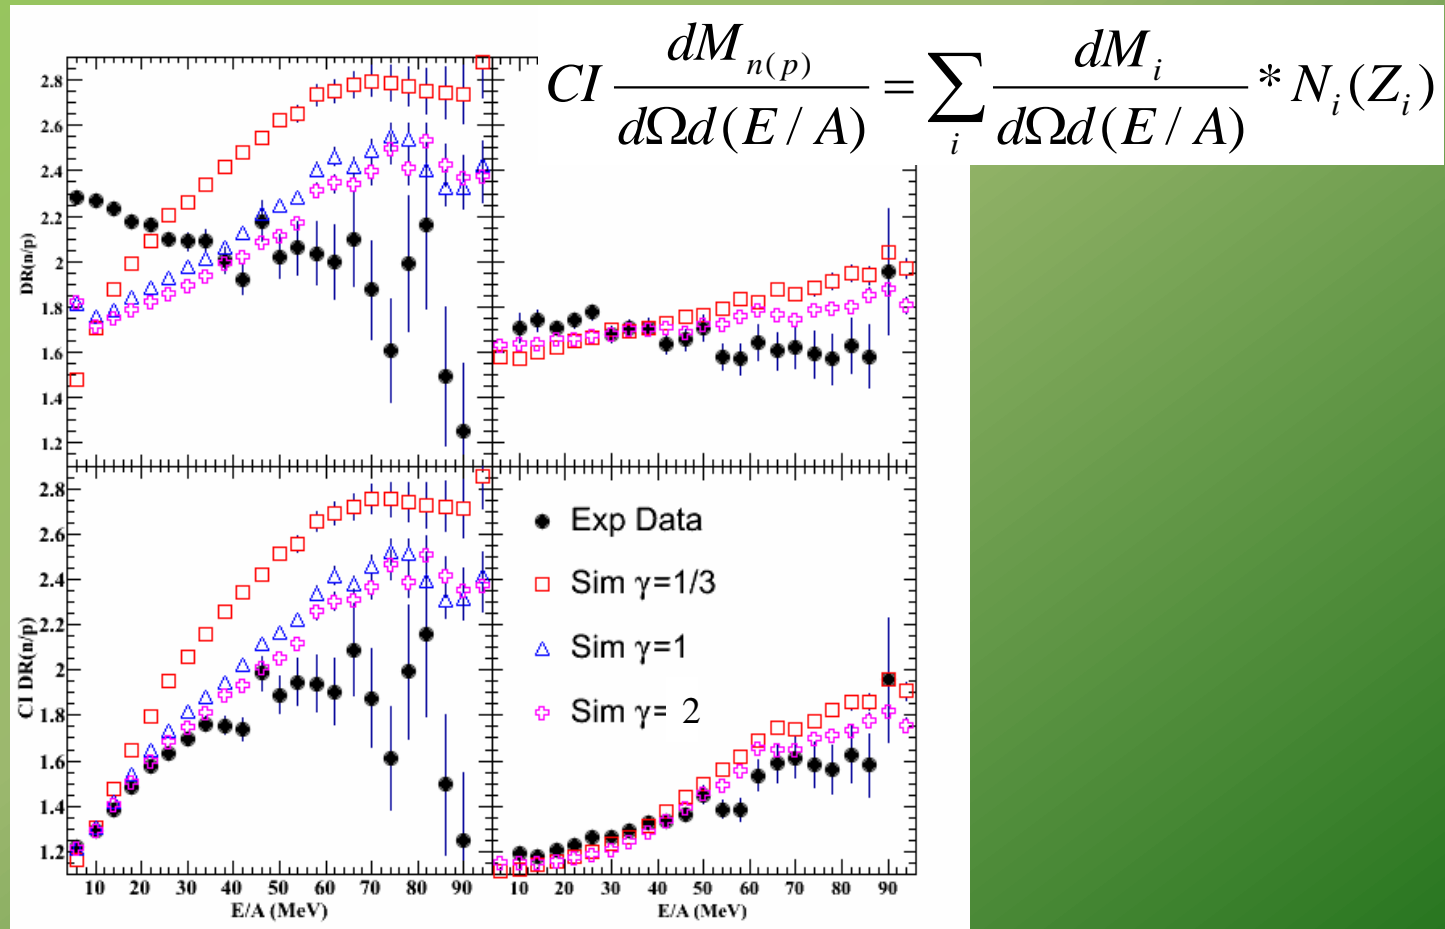 CI dM_{n(p)} / dΩd(E / A) = ∑_i dM_i / dΩd(E / A) * N_i(Z_i)
2.8
2.6
2.4
2.2
2
1.8
1.6
1.4
1.2
DR(n/p)
2.8
2.6
2.4
2.2
2
1.8
1.6
1.4
1.2
CI DR(n/p)
Exp Data
Sim γ=1/3
Sim γ=1
Sim γ= 2
10 20 30 40 50 60 70 80 90
E/A (MeV)
10 20 30 40 50 60 70 80 90
E/A (MeV)